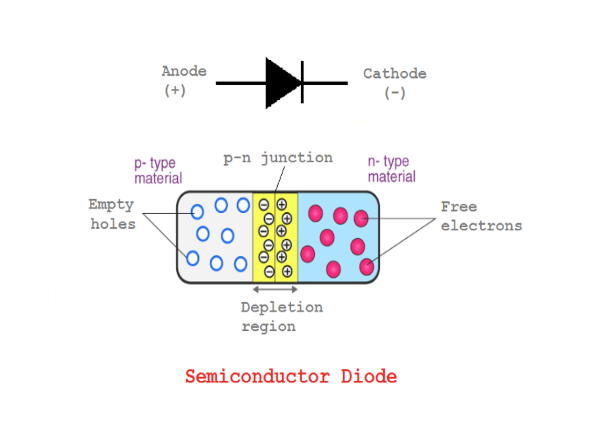 Anode
(+)
Cathode
(-)
p-n junction
p- type
material
n- type
material
Empty
holes
Free
electrons
Depletion
region
Semiconductor Diode